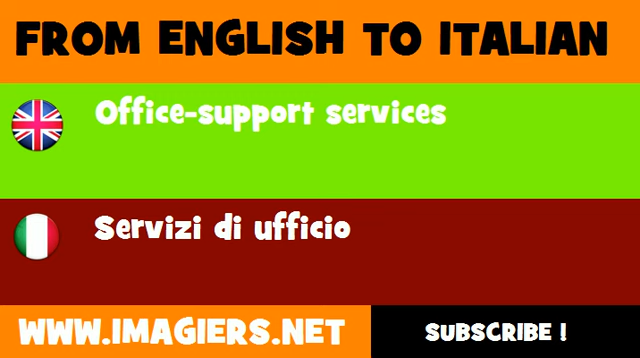 FROM ENGLISH TO ITALIAN
Office-support services
Servizi di ufficio
WWW.IMAGIERS.NET
SUBSCRIBE !